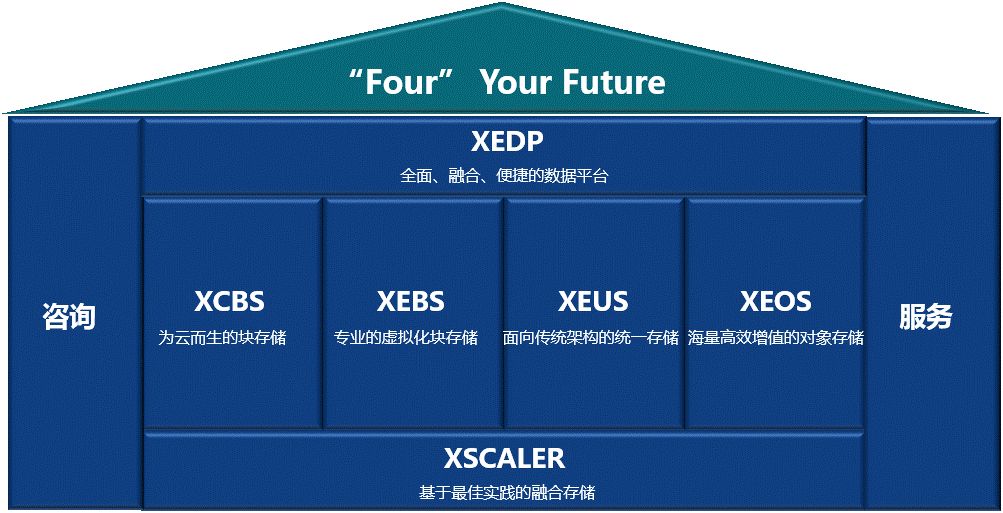 “Four” Your Future
XEDP
全面、融合、便捷的数据平台
咨询
XCBS
为云而生的块存储
XEBS
专业的虚拟化块存储
XEUS
面向传统架构的统一存储
XEOS
海量高效增值的对象存储
服务
XSCALER
基于最佳实践的融合存储